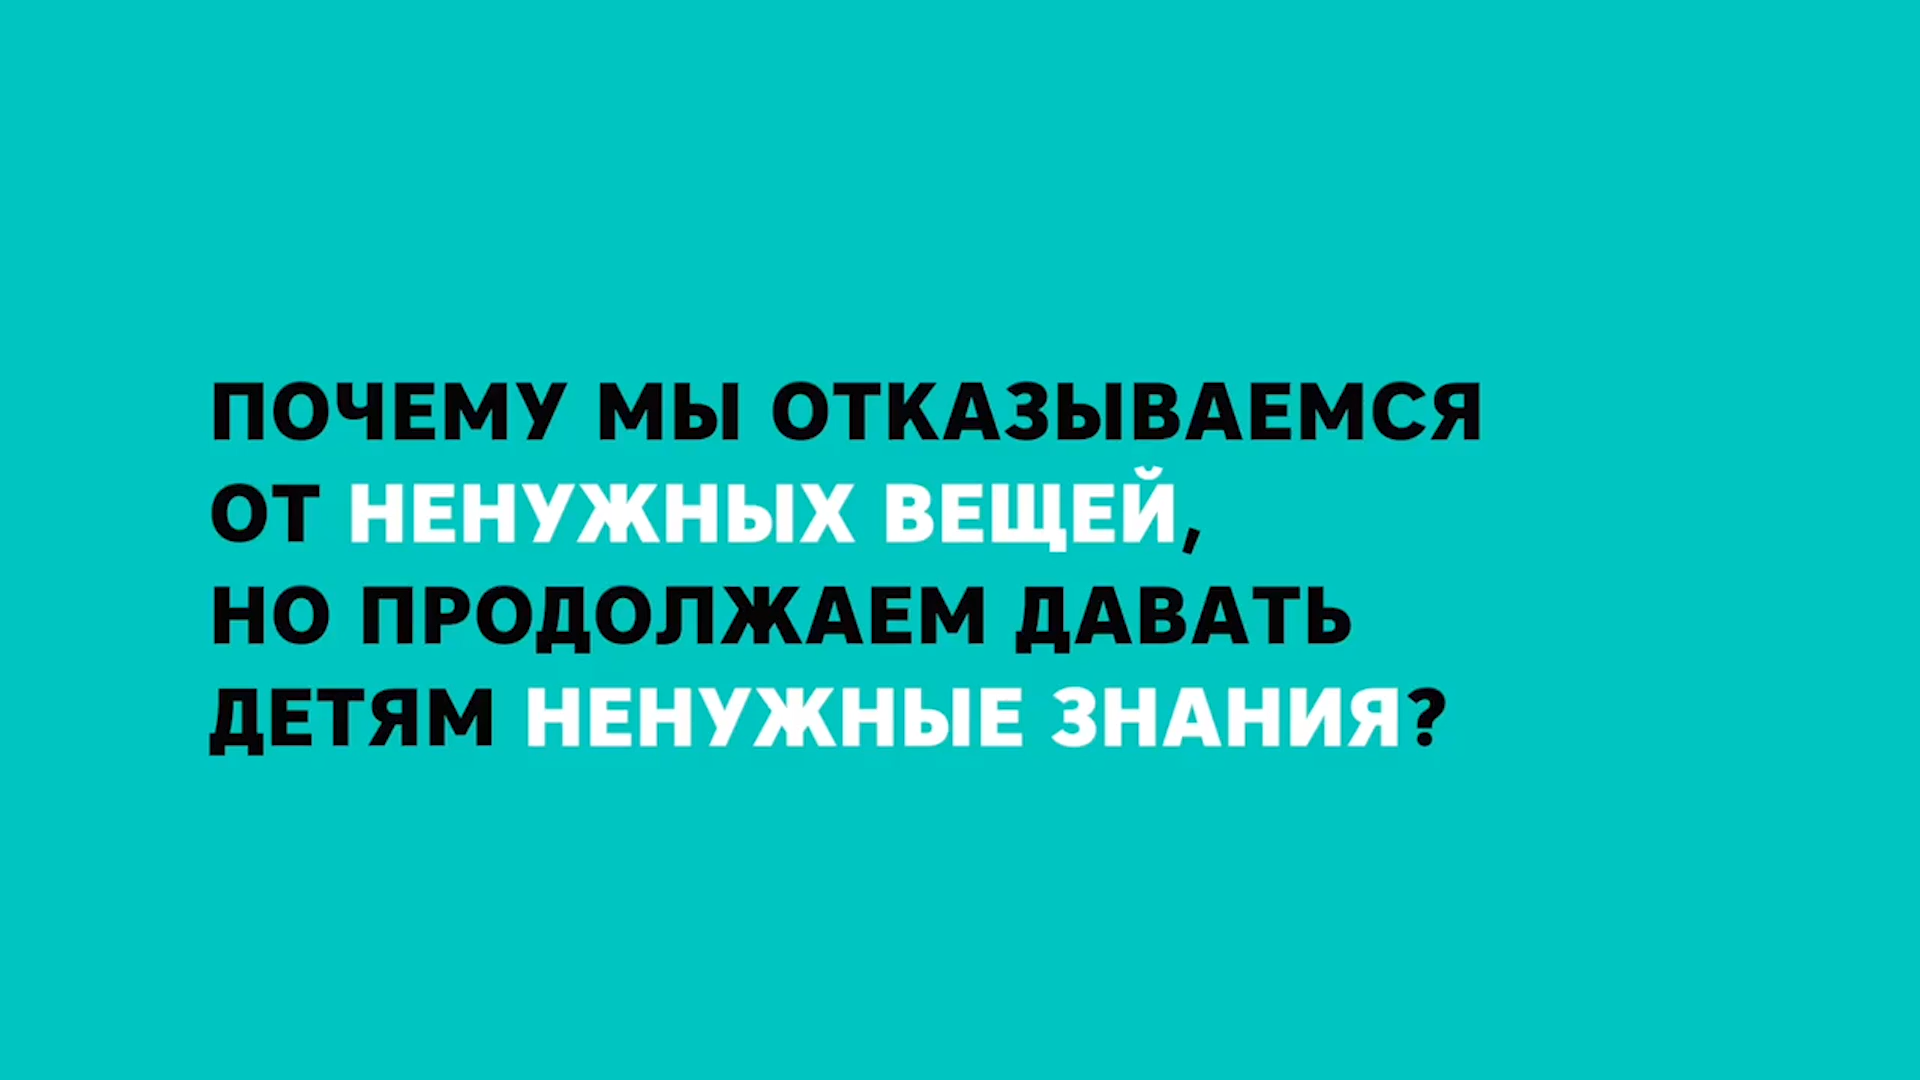 ПОЧЕМУ МЫ ОТКАЗЫВАЕМСЯ
ОТ НЕНУЖНЫХ ВЕЩЕЙ,
НО ПРОДОЛЖАЕМ ДАВАТЬ
ДЕТЯМ НЕНУЖНЫЕ ЗНАНИЯ?